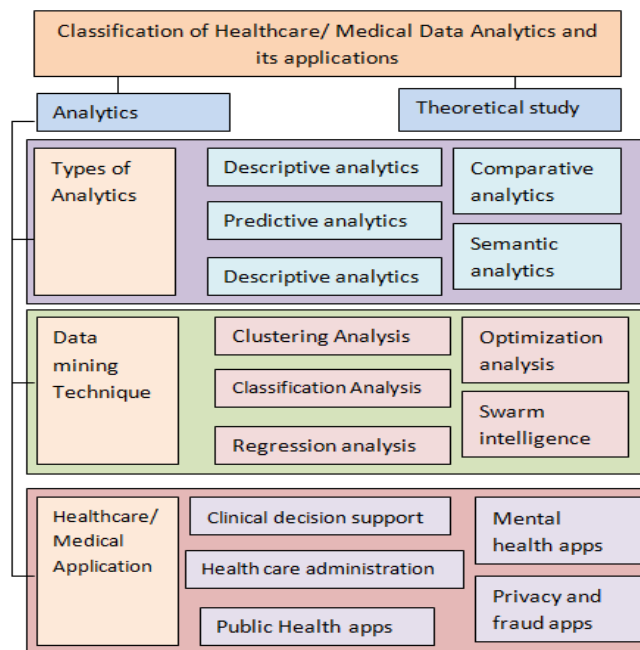 Classification of Healthcare/ Medical Data Analytics and
its applications
Analytics
Theoretical study
Types of
Analytics
Descriptive analytics
Predictive analytics
Descriptive analytics
Comparative
analytics
Semantic
analytics
Data
mining
Technique
Clustering Analysis
Classification Analysis
Regression analysis
Optimization
analysis
Swarm
intelligence
Healthcare/
Medical
Application
Clinical decision support
Health care administration
Public Health apps
Mental
health apps
Privacy and
fraud apps